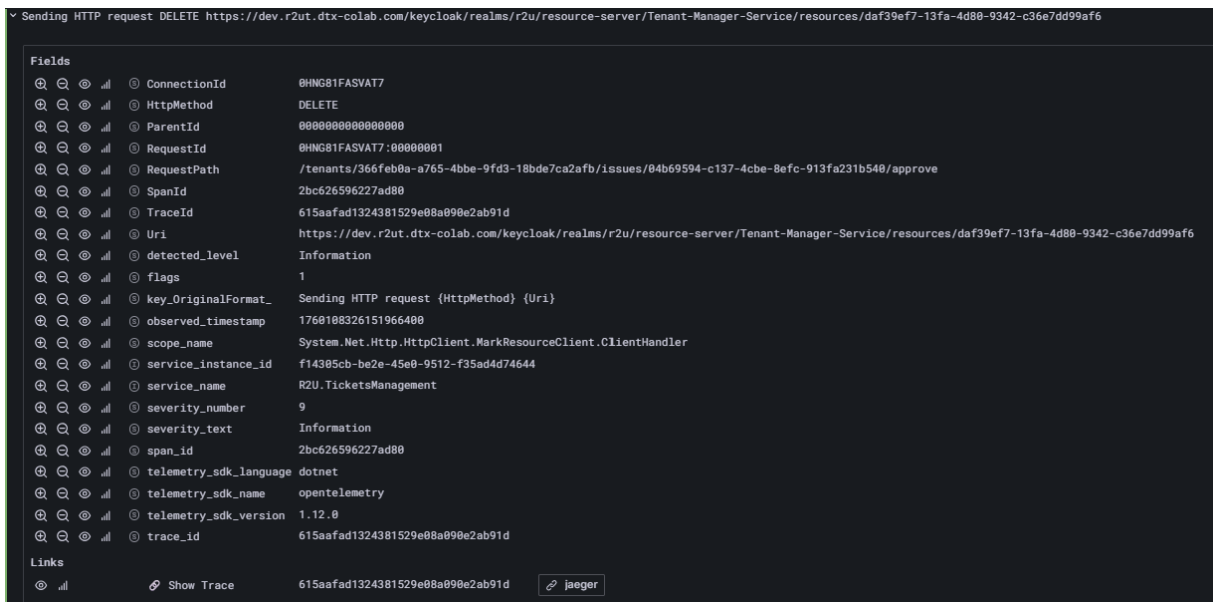 Sending HTTP request DELETE https://dev.r2ut.dtx-colab.com/keycloak/realms/r2u/resource-server/Tenant-Manager-Service/resources/daf39ef7-13fa-4d80-9342-c36e7dd99af6
Fields
ConnectionId 0HNG81FASVAT7
HttpMethod DELETE
ParentId 0000000000000000
RequestId 0HNG81FASVAT7:00000001
RequestPath /tenants/366feb0a-a765-4bbe-9fd3-18bde7ca2afb/issues/04b69594-c137-4cbe-8efc-913fa231b540/approve
SpanId 2bc626596227ad80
TraceId 615aafad1324381529e08a090e2ab91d
Uri https://dev.r2ut.dtx-colab.com/keycloak/realms/r2u/resource-server/Tenant-Manager-Service/resources/daf39ef7-13fa-4d80-9342-c36e7dd99af6
detected_level Information
flags 1
key_OriginalFormat_ Sending HTTP request {HttpMethod} {Uri}
observed_timestamp 1760108326151966400
scope_name System.Net.Http.HttpClient.MarkResourceClient.ClientHandler
service_instance_id f14305cb-be2e-45e0-9512-f35ad4d74644
service_name R2U.TicketsManagement
severity_number 9
severity_text Information
span_id 2bc626596227ad80
telemetry_sdk_language dotnet
telemetry_sdk_name opentelemetry
telemetry_sdk_version 1.12.0
trace_id 615aafad1324381529e08a090e2ab91d
Links
Show Trace 615aafad1324381529e08a090e2ab91d jaeger